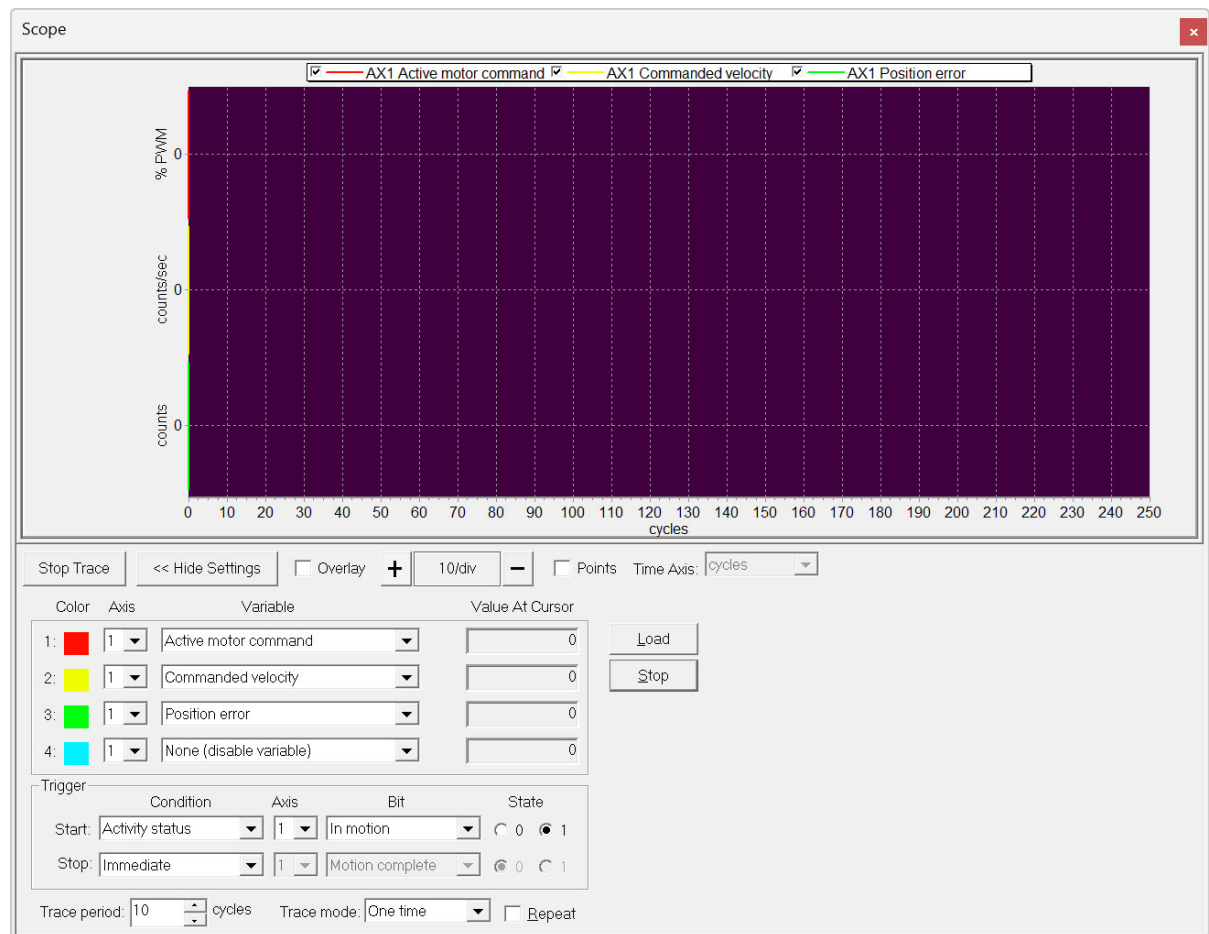 Scope
AX1 Active motor command AX1 Commanded velocity AX1 Position error
% PWM
0
counts/sec
0
counts
0
0 10 20 30 40 50 60 70 80 90 100 110 120 130 140 150 160 170 180 190 200 210 220 230 240 250
cycles
Stop Trace << Hide Settings Overlay + 10/div − Points Time Axis: cycles
Color Axis Variable Value At Cursor
1: 1 Active motor command 0 Load
2: 1 Commanded velocity 0 Stop
3: 1 Position error 0
4: 1 None (disable variable) 0
Trigger
Condition Axis Bit State
Start: Activity status 1 In motion 0 1
Stop: Immediate 1 Motion complete 0 1
Trace period: 10 cycles Trace mode: One time Repeat